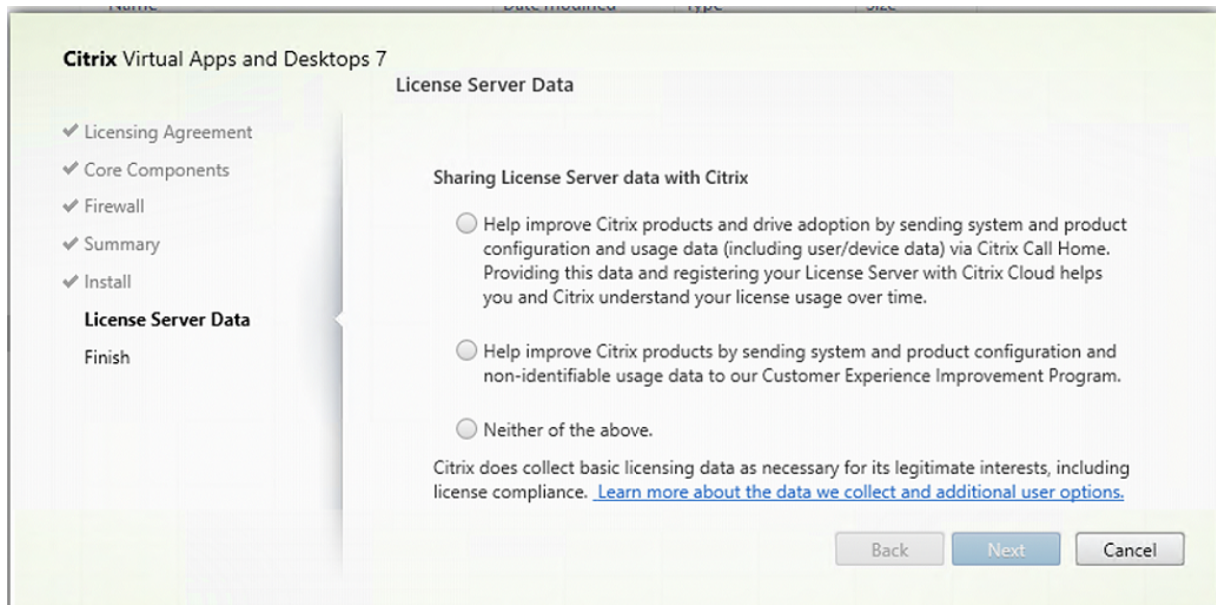 Name Date modified Type Size
Citrix Virtual Apps and Desktops 7
License Server Data
Licensing Agreement
Core Components
Firewall
Summary
Install
License Server Data
Finish
Sharing License Server data with Citrix
Help improve Citrix products and drive adoption by sending system and product
configuration and usage data (including user/device data) via Citrix Call Home.
Providing this data and registering your License Server with Citrix Cloud helps
you and Citrix understand your license usage over time.
Help improve Citrix products by sending system and product configuration and
non-identifiable usage data to our Customer Experience Improvement Program.
Neither of the above.
Citrix does collect basic licensing data as necessary for its legitimate interests, including
license compliance. Learn more about the data we collect and additional user options.
Back Next Cancel